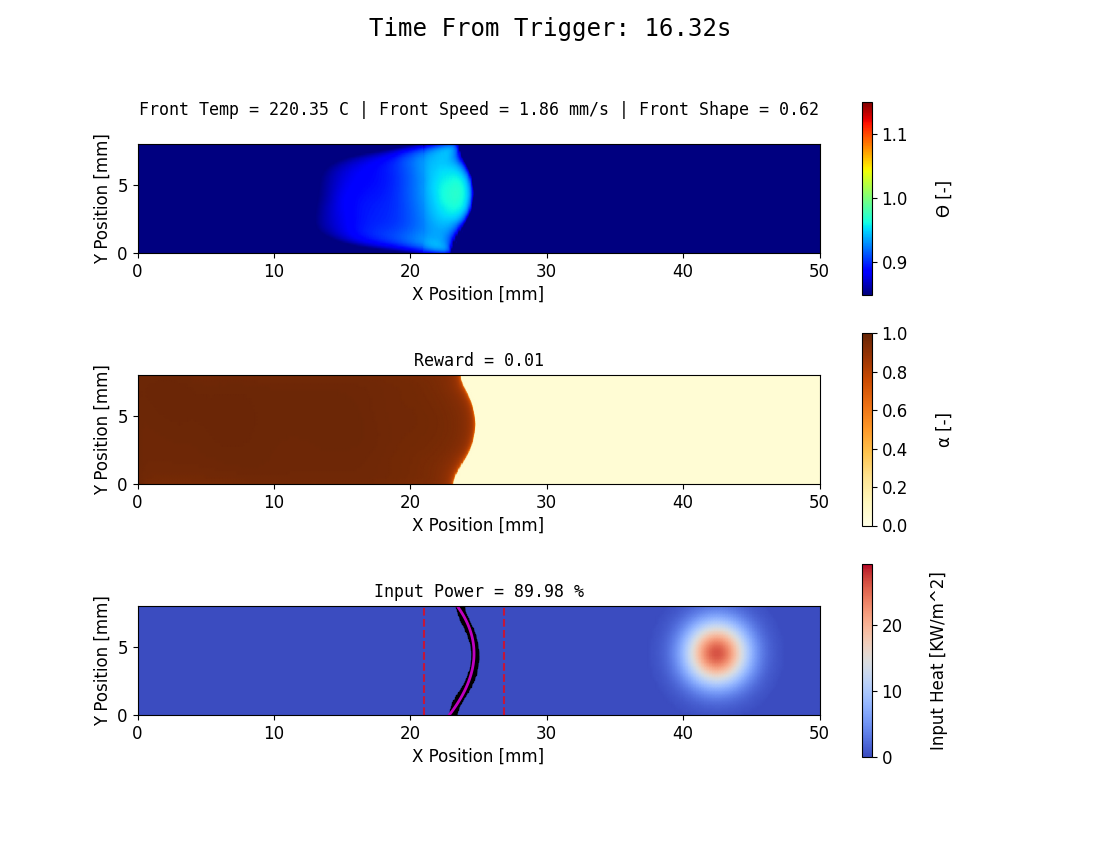 Time From Trigger: 16.32s
Front Temp = 220.35 C | Front Speed = 1.86 mm/s | Front Shape = 0.62
Y Position [mm]
5
0
0 10 20 30 40 50
X Position [mm]
1.1
1.0
0.9
Θ [-]
Reward = 0.01
Y Position [mm]
5
0
0 10 20 30 40 50
X Position [mm]
1.0
0.8
0.6
0.4
0.2
0.0
α [-]
Input Power = 89.98 %
Y Position [mm]
5
0
0 10 20 30 40 50
X Position [mm]
20
10
0
Input Heat [KW/m^2]